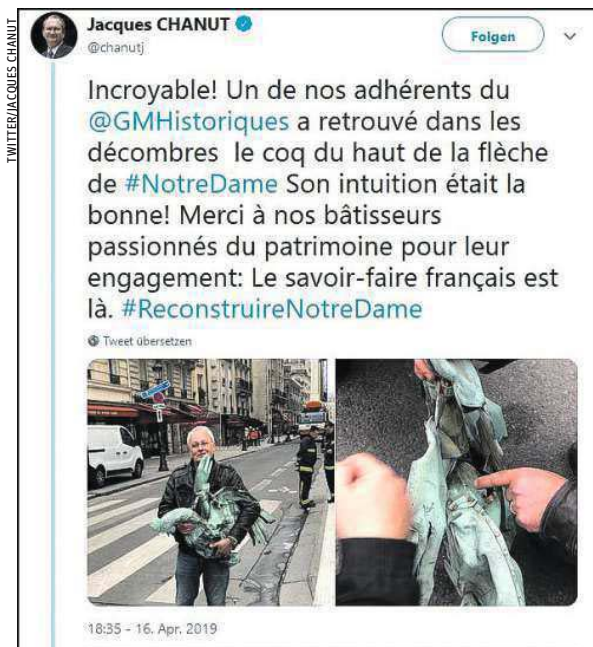 TWITTER/JACQUES CHANUT
Jacques CHANUT
@chanutj
Folgen
Incroyable! Un de nos adhérents du
@GMHistoriques a retrouvé dans les
décombres le coq du haut de la flèche
de #NotreDame Son intuition était la
bonne! Merci à nos bâtisseurs
passionnés du patrimoine pour leur
engagement: Le savoir-faire français est
là. #ReconstruireNotreDame
Tweet übersetzen
18:35 - 16. Apr. 2019